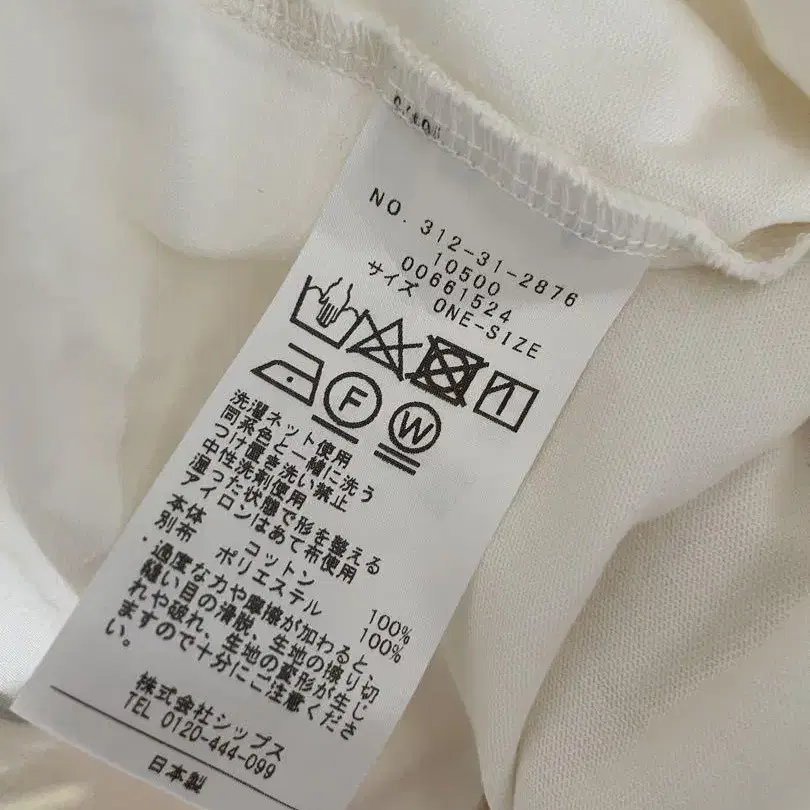 NO. 312-31-2876
10500
00661524
サイズ ONE-SIZE
F W
洗濯ネット使用
同系色と一緒に洗う
つけ置き洗い禁止
中性洗剤使用
湿った状態で形を整える
アイロンはあて布使用
本体 コットン 100%
別布 ポリエステル 100%
・過度な力や摩擦が加わると、
縫い目の滑脱、生地の擦り切
れや破れ、生地の変形が生じ
ますので十分にご注意くださ
い。
株式会社シップス
TEL 0120-444-099
日本製